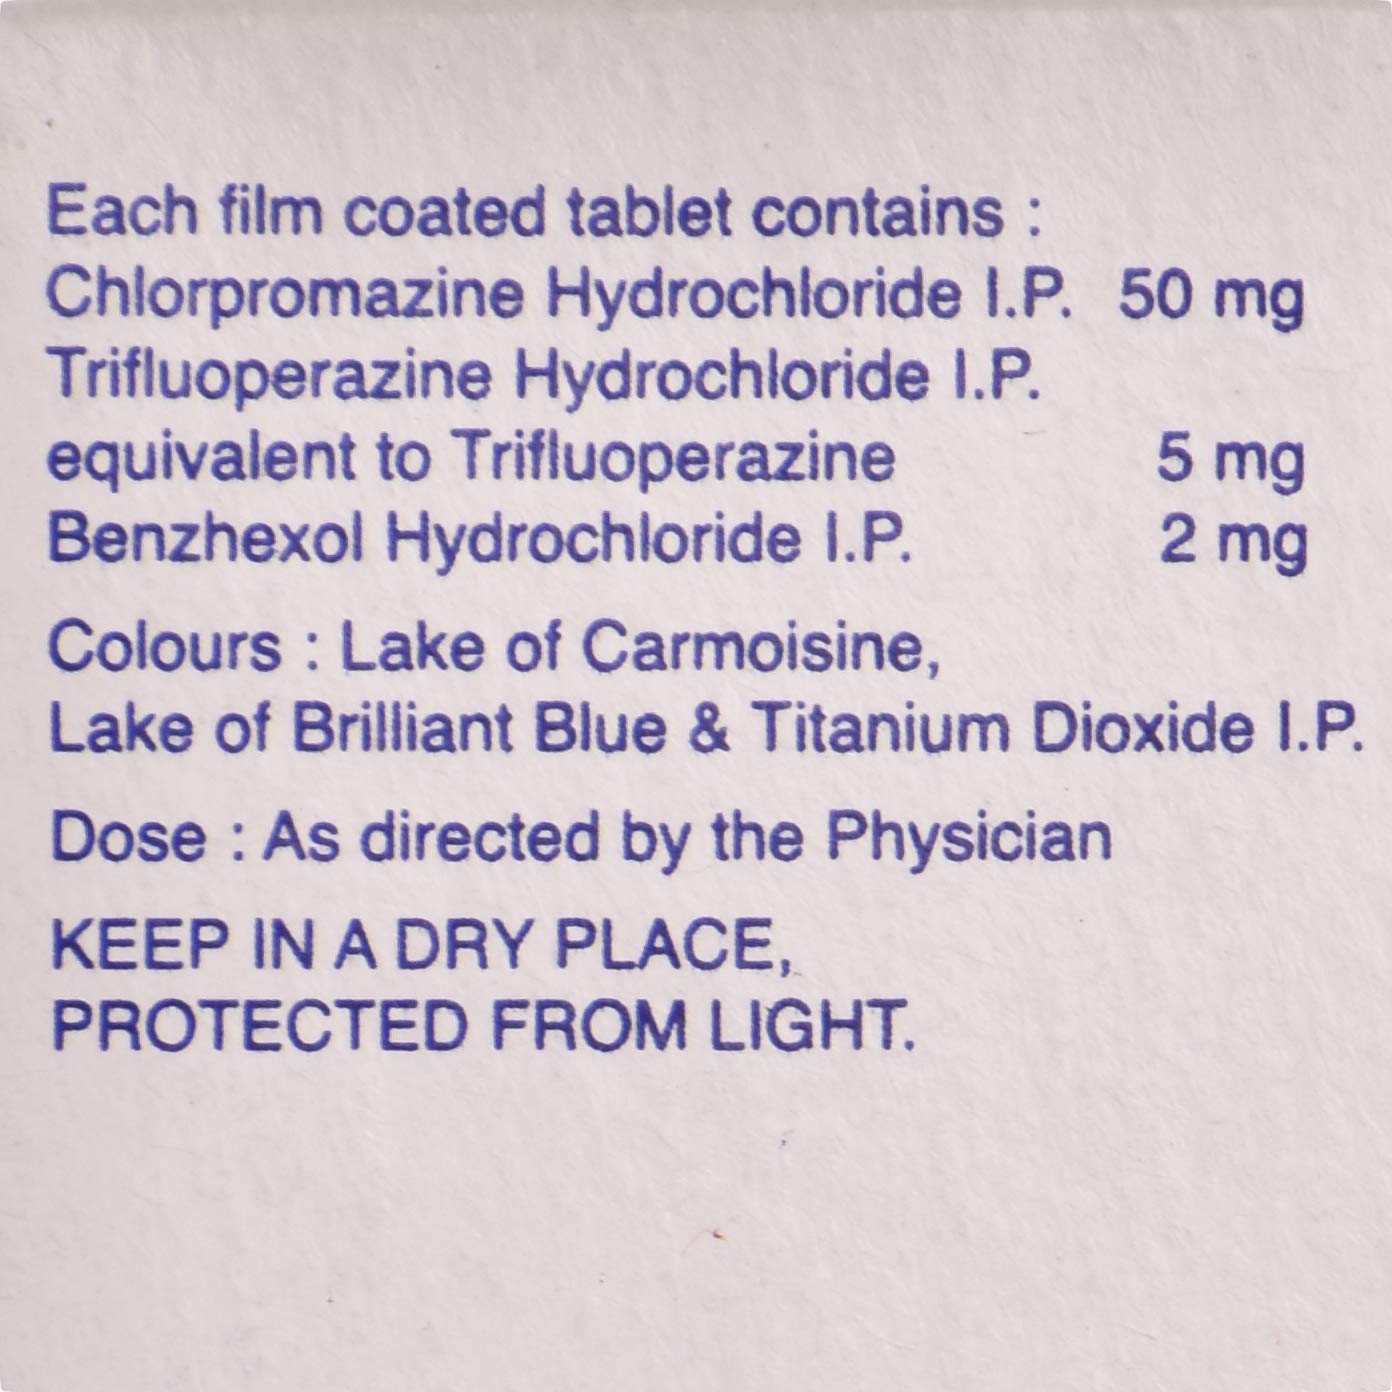 Each film coated tablet contains :
Chlorpromazine Hydrochloride I.P. 50 mg
Trifluoperazine Hydrochloride I.P.
equivalent to Trifluoperazine 5 mg
Benzhexol Hydrochloride I.P. 2 mg
Colours : Lake of Carmoisine,
Lake of Brilliant Blue & Titanium Dioxide I.P.
Dose : As directed by the Physician
KEEP IN A DRY PLACE,
PROTECTED FROM LIGHT.